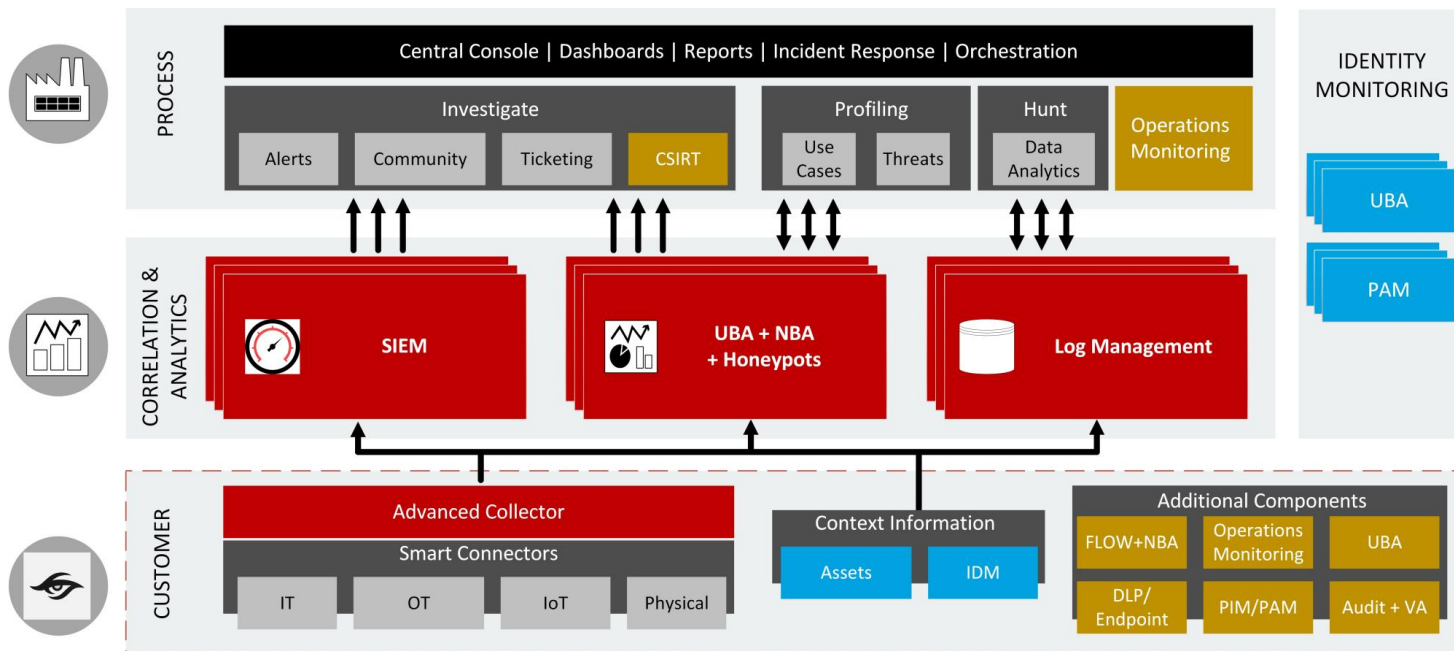 PROCESS
Central Console | Dashboards | Reports | Incident Response | Orchestration
Investigate
Alerts
Community
Ticketing
CSIRT
Profiling
Use
Cases
Threats
Hunt
Data
Analytics
Operations
Monitoring
IDENTITY
MONITORING
UBA
PAM
CORRELATION &
ANALYTICS
SIEM
UBA + NBA
+ Honeypots
Log Management
CUSTOMER
Advanced Collector
Smart Connectors
IT
OT
IoT
Physical
Context Information
Assets
IDM
Additional Components
FLOW+NBA
Operations
Monitoring
UBA
DLP/
Endpoint
PIM/PAM
Audit + VA